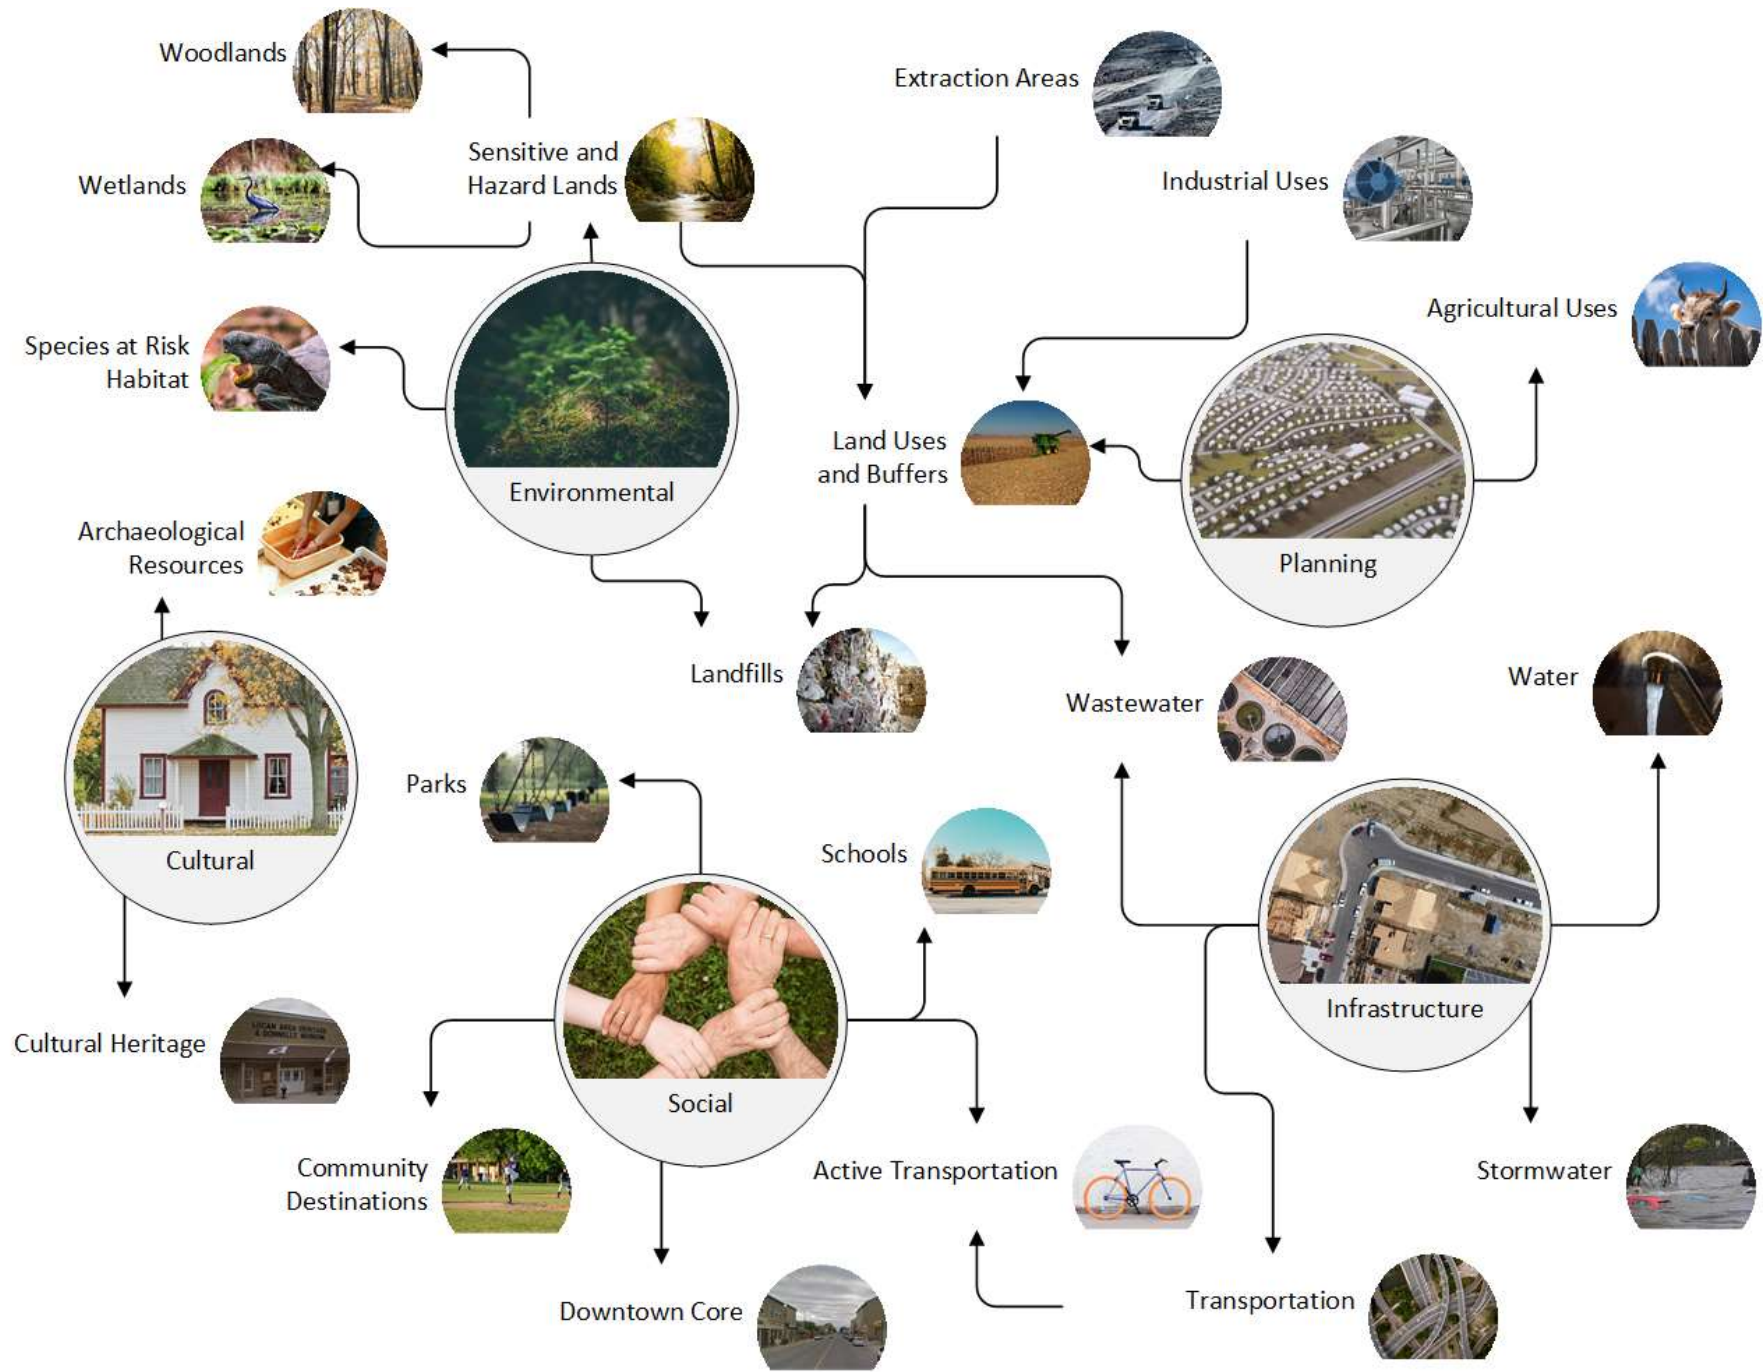 Woodlands
Extraction Areas
Sensitive and
Hazard Lands
Wetlands
Industrial Uses
Agricultural Uses
Species at Risk
Habitat
Land Uses
and Buffers
Environmental
Archaeological
Resources
Planning
Landfills
Wastewater
Water
Parks
Schools
Cultural
Infrastructure
Cultural Heritage
Social
Community
Destinations
Active Transportation
Stormwater
Downtown Core
Transportation